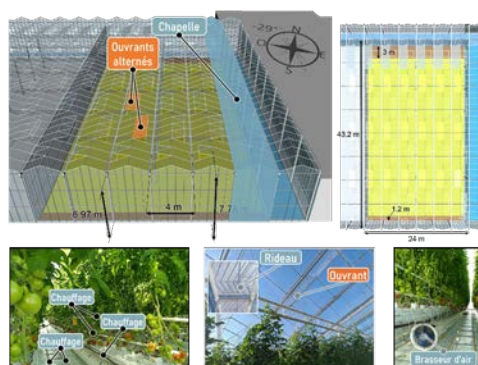 Chapelle
-29°
N
O
E
S
Ouvrants
alternés
3 m
43.2 m
6.97 m
4 m
1.2 m
24 m
Chauffage
Chauffage
Chauffage
Chauffage
Rideau
Ouvrant
Brasseur d'air